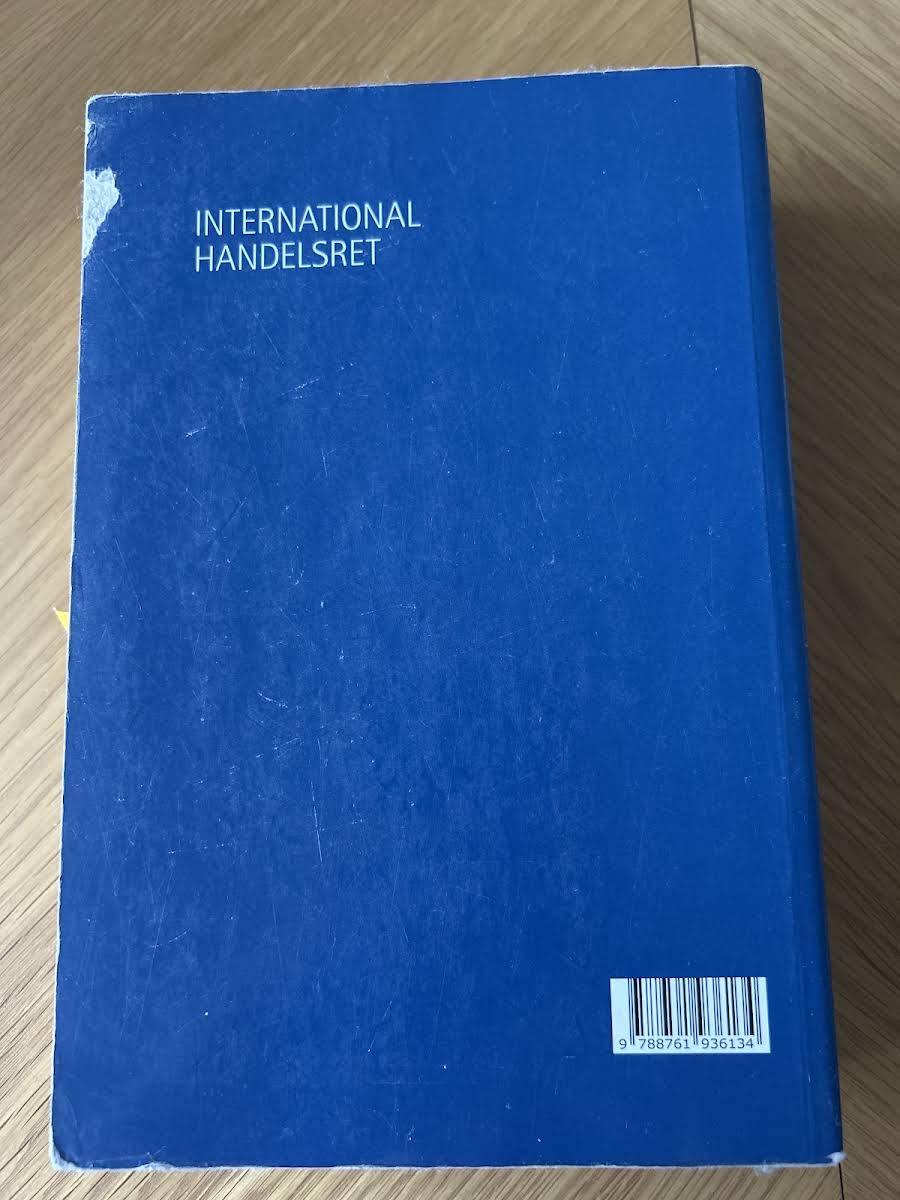 INTERNATIONAL
HANDELSRET
9 788761 936134